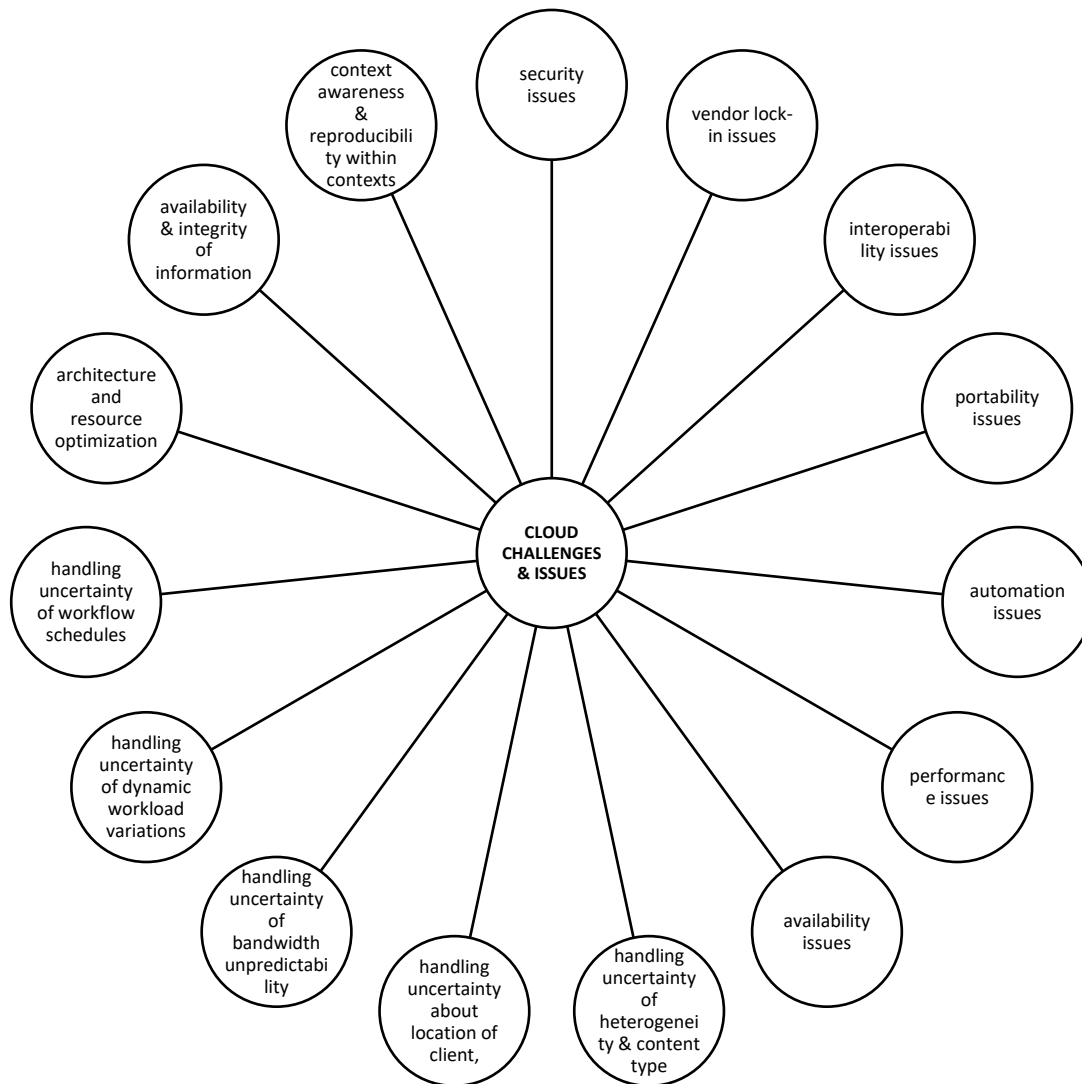 security
issues
vendor lock-
in issues
interoperabi
lity issues
portability
issues
automation
issues
performanc
e issues
availability
issues
handling
uncertainty
of
heterogenei
ty & content
type
handling
uncertainty
about
location of
client,
handling
uncertainty
of
bandwidth
unpredictabi
lity
handling
uncertainty
of dynamic
workload
variations
handling
uncertainty
of workflow
schedules
architecture
and
resource
optimization
availability
& integrity
of
information
context
awareness
&
reproducibili
ty within
contexts
CLOUD
CHALLENGES
& ISSUES